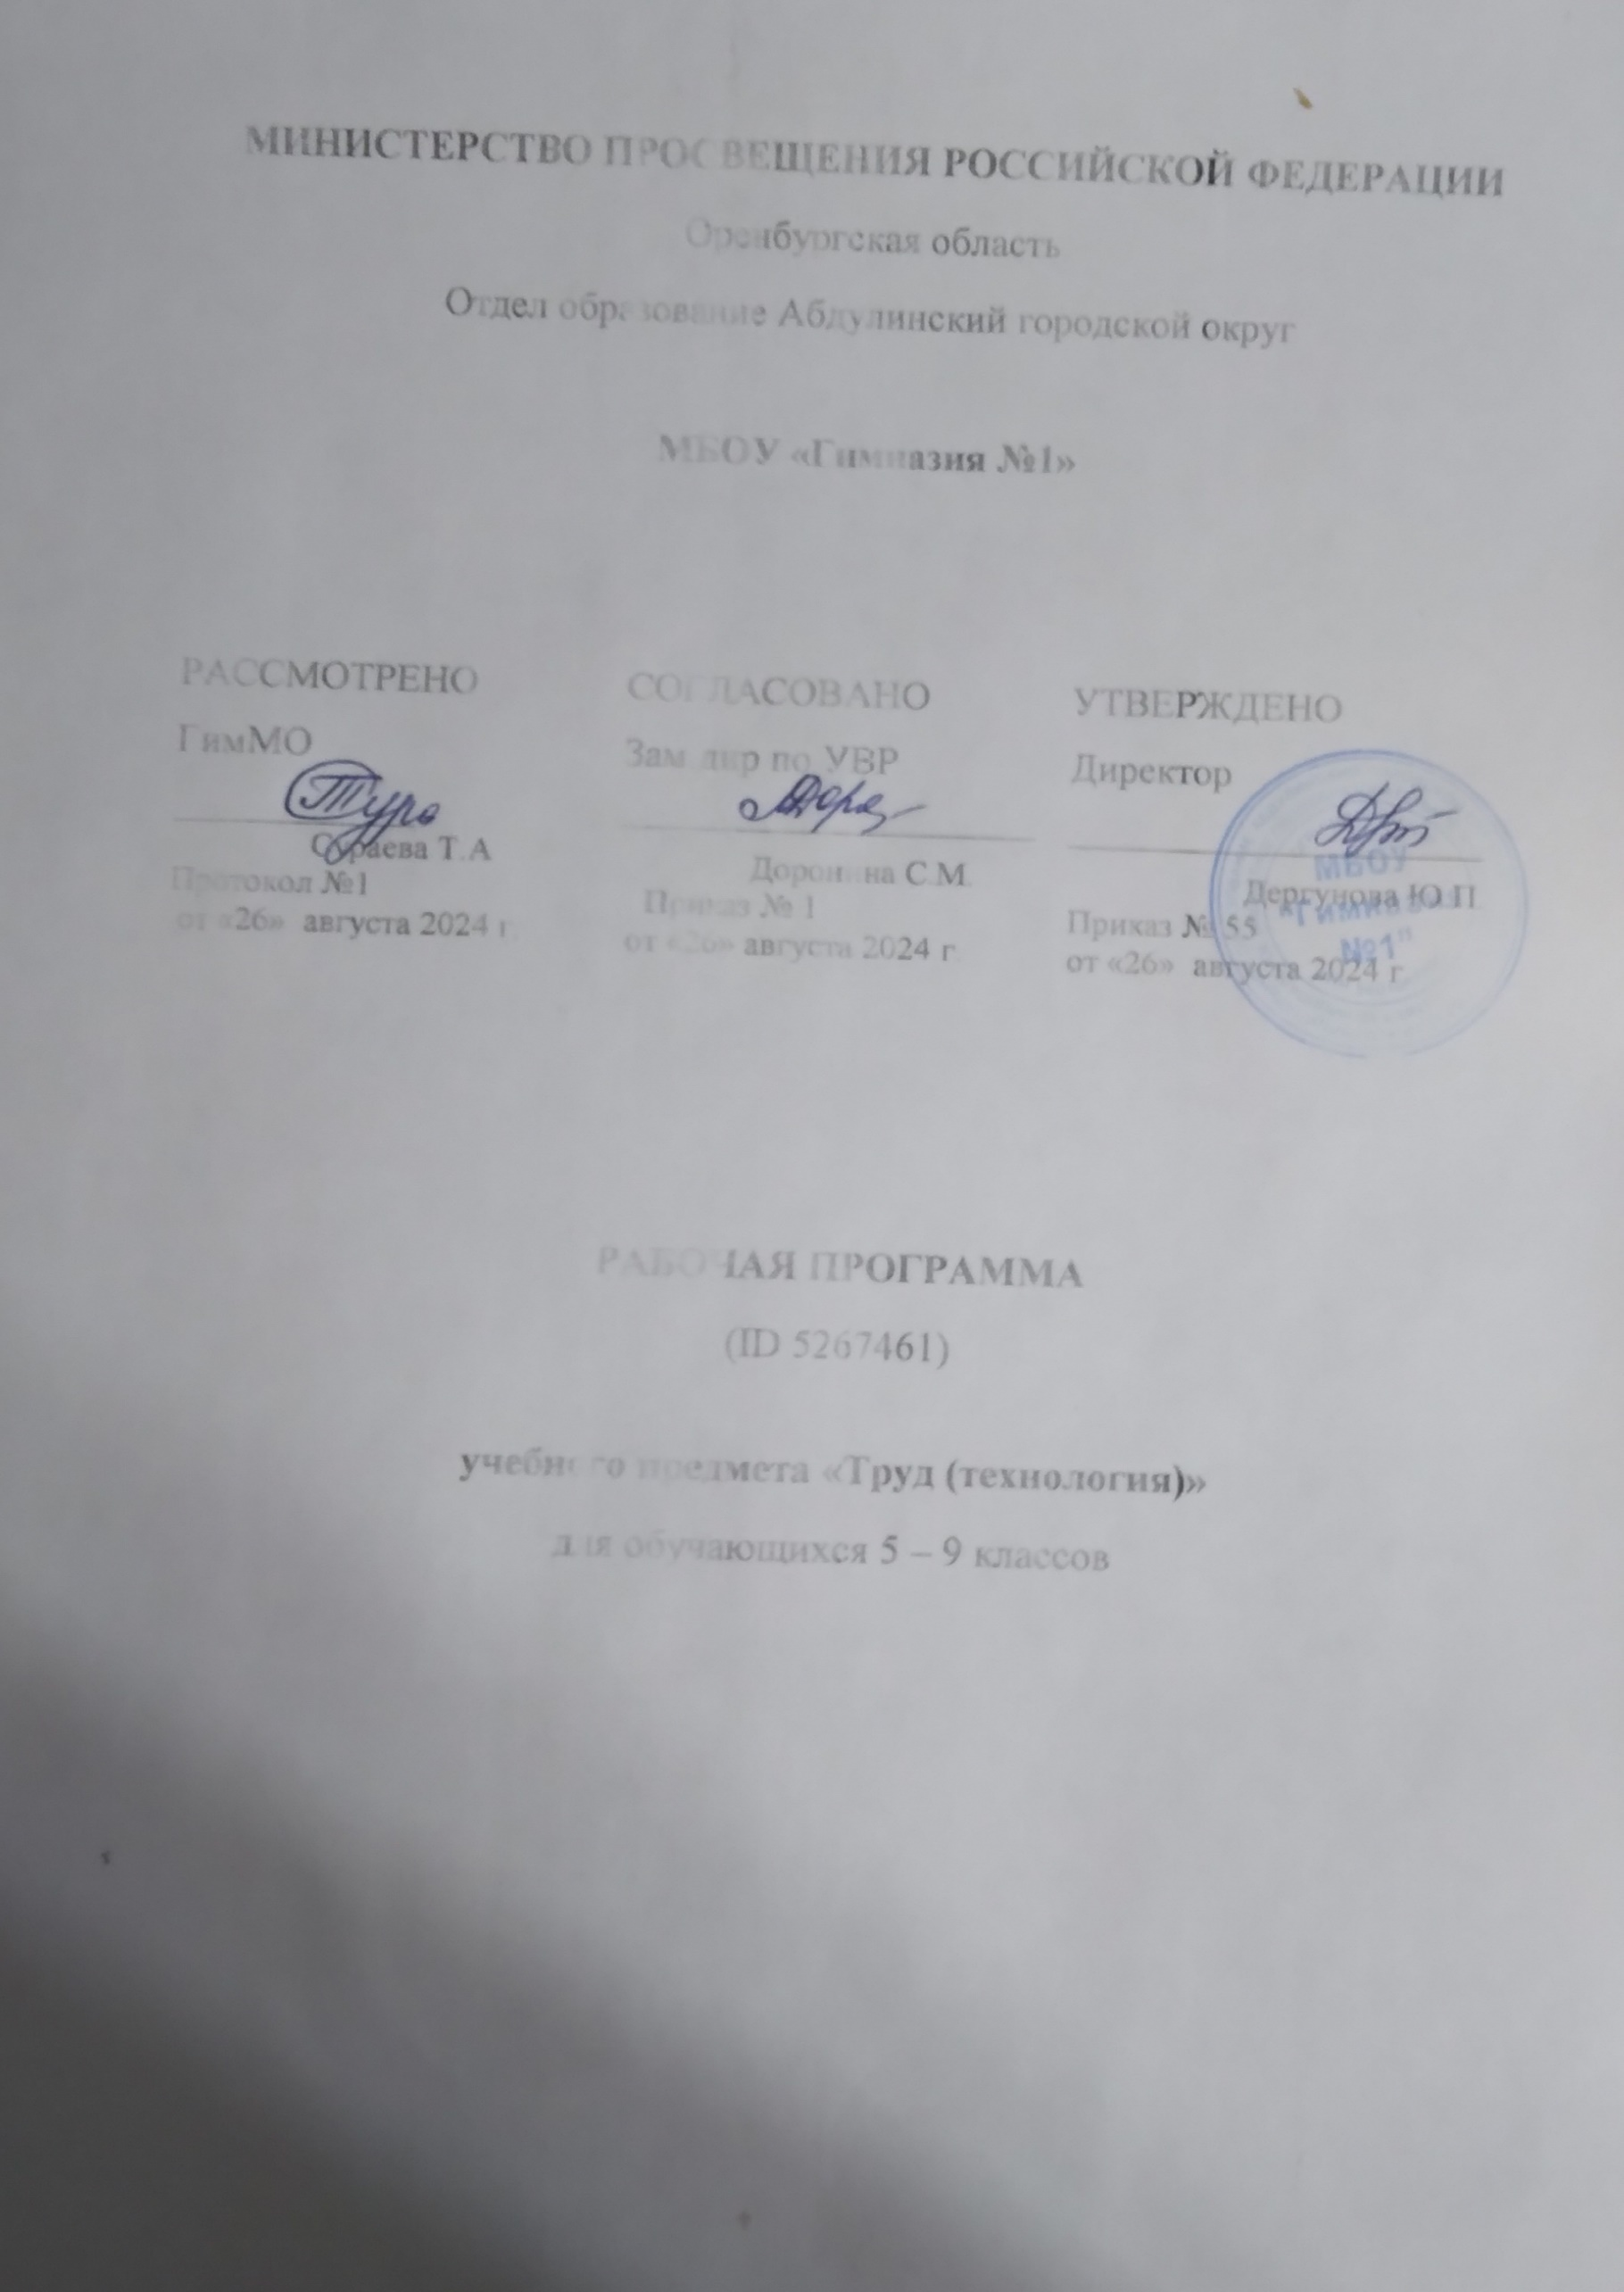 МИНИСТЕРСТВО ПРОСВЕЩЕНИЯ РОССИЙСКОЙ ФЕДЕРАЦИИ
Оренбургская область
Отдел образование Абдулинский городской округ
МБОУ «Гимназия №1»
РАССМОТРЕНО
ГимМО
Т.А
Протокол №1
от «26» августа 2024 г.
СОГЛАСОВАНО
Зам дир по УВР
Доронина С.М.
Приказ № 1
от «26» августа 2024 г.
УТВЕРЖДЕНО
Директор
Дергунова Ю.П.
Приказ № 55
от «26» августа 2024 г.
МБОУ
"Гимназия
№1"
РАБОЧАЯ ПРОГРАММА
(ID 5267461)
учебного предмета «Труд (технология)»
для обучающихся 5 – 9 классов